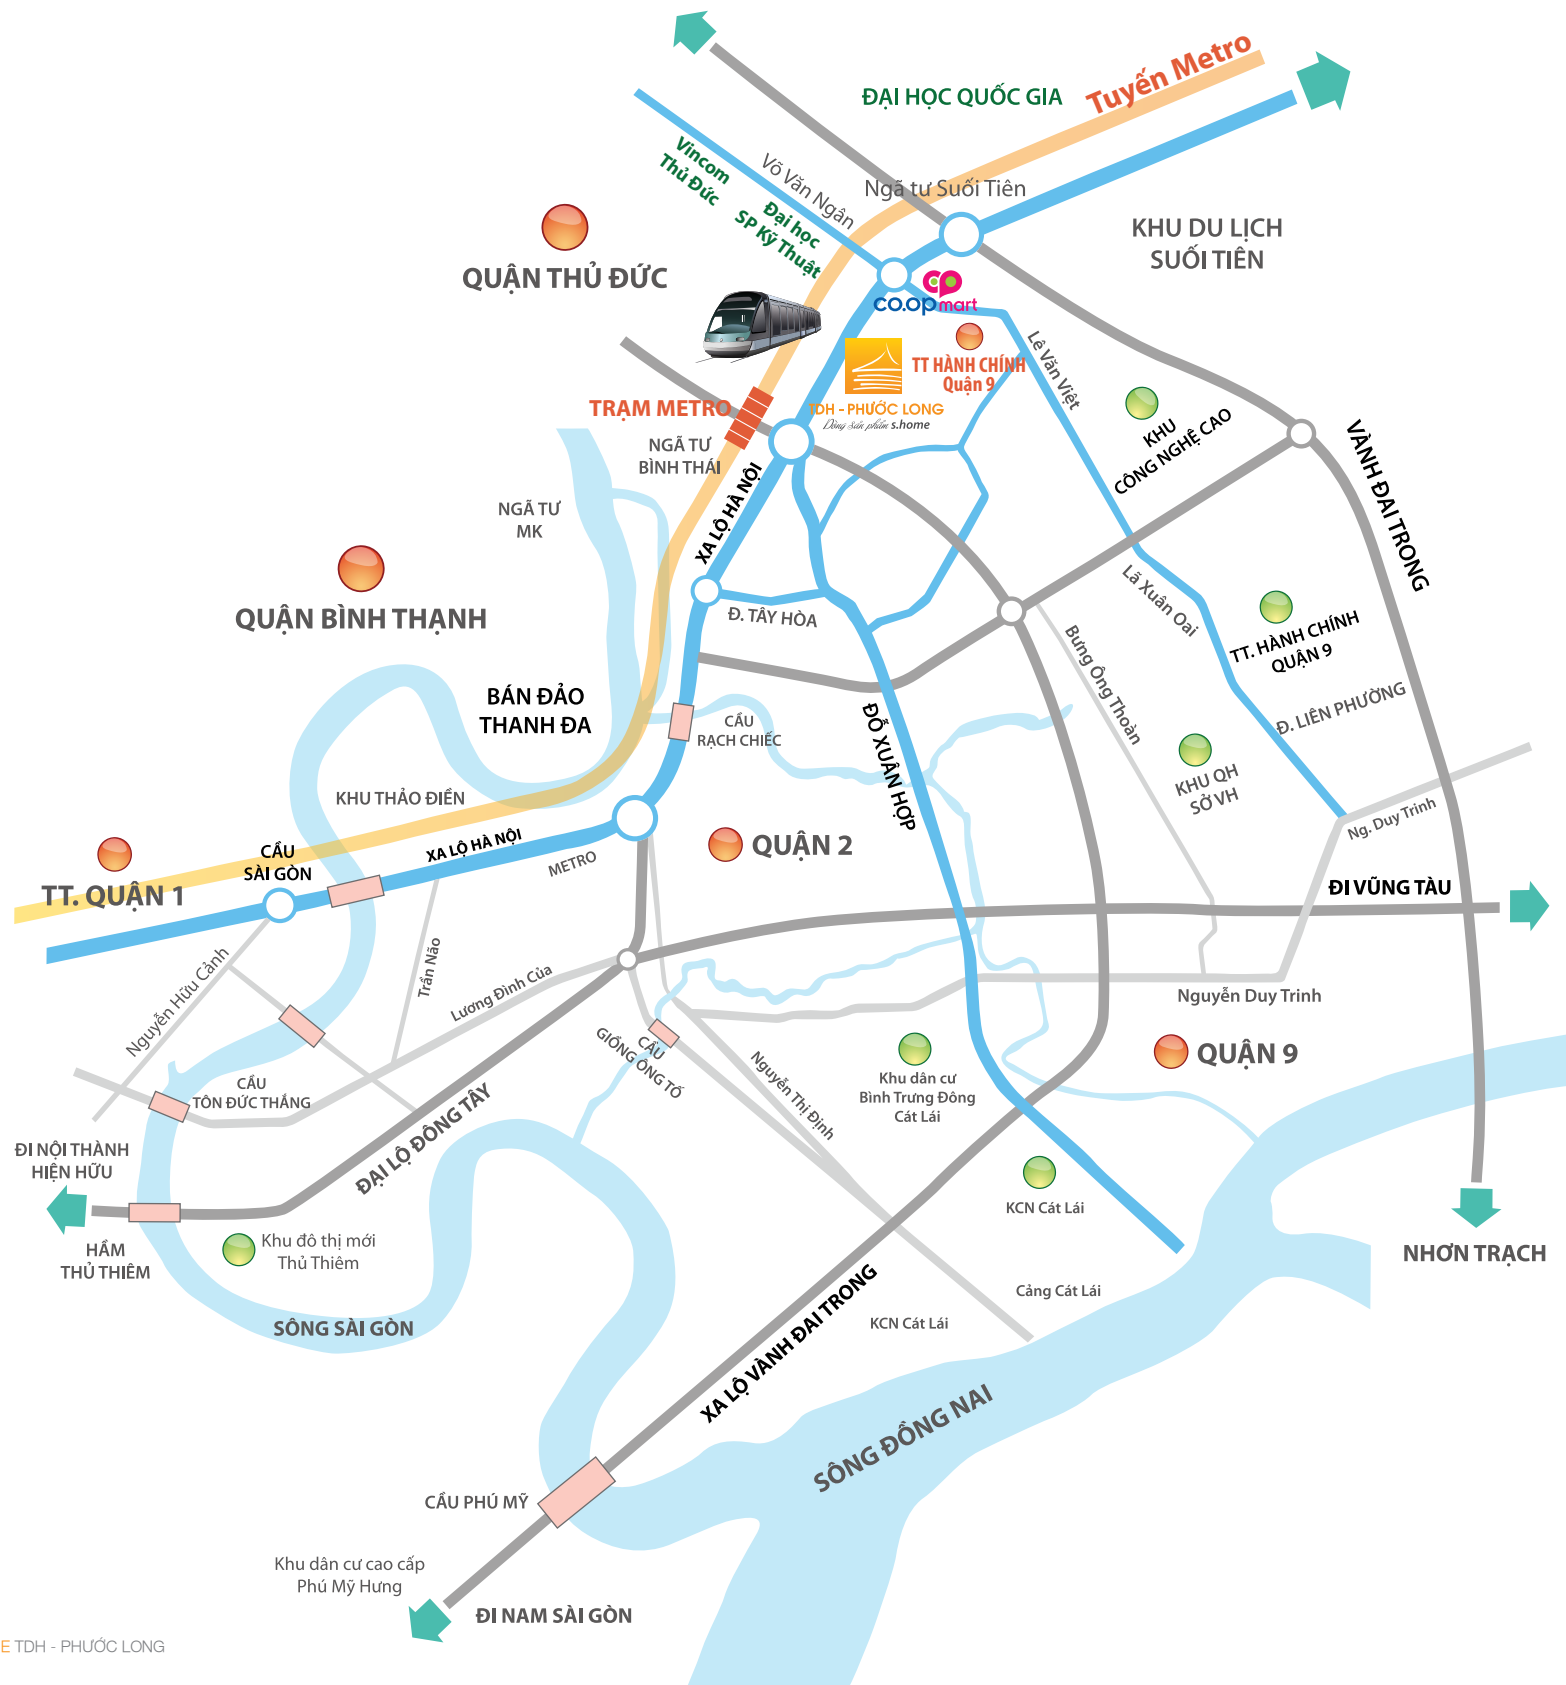 Tuyến Metro
ĐẠI HỌC QUỐC GIA
Vincom
Thủ Đức
Võ Văn Ngân
Đại học
SP Kỹ Thuật
Ngã tư Suối Tiên
KHU DU LỊCH
SUỐI TIÊN
QUẬN THỦ ĐỨC
co.opmart
Lê Văn Việt
TT HÀNH CHÍNH
Quận 9
TDH - PHƯỚC LONG
Dòng sản phẩm s.home
TRẠM METRO
NGÃ TƯ
BÌNH THÁI
KHU
CÔNG NGHỆ CAO
VÀNH ĐAI TRONG
XA LỘ HÀ NỘI
NGÃ TƯ
MK
QUẬN BÌNH THẠNH
Đ. TÂY HÒA
Lã Xuân Oai
TT. HÀNH CHÍNH
QUẬN 9
Bưng Ông Thoàn
BÁN ĐẢO
THANH ĐA
CẦU
RẠCH CHIẾC
ĐỖ XUÂN HỢP
Đ. LIÊN PHƯỜNG
KHU QH
SỞ VH
KHU THẢO ĐIỀN
Ng. Duy Trinh
XA LỘ HÀ NỘI
METRO
QUẬN 2
CẦU
SÀI GÒN
TT. QUẬN 1
ĐI VŨNG TÀU
Nguyễn Hữu Cảnh
Trần Não
Lương Đình Của
Nguyễn Duy Trinh
CẦU
GIỒNG ÔNG TỐ
QUẬN 9
Nguyễn Thị Định
Khu dân cư
Bình Trưng Đông
Cát Lái
CẦU
TÔN ĐỨC THẮNG
ĐẠI LỘ ĐÔNG TÂY
ĐI NỘI THÀNH
HIỆN HỮU
KCN Cát Lái
HẦM
THỦ THIÊM
Khu đô thị mới
Thủ Thiêm
NHƠN TRẠCH
Cảng Cát Lái
KCN Cát Lái
SÔNG SÀI GÒN
XA LỘ VÀNH ĐAI TRONG
SÔNG ĐỒNG NAI
CẦU PHÚ MỸ
Khu dân cư cao cấp
Phú Mỹ Hưng
ĐI NAM SÀI GÒN
E TDH - PHƯỚC LONG